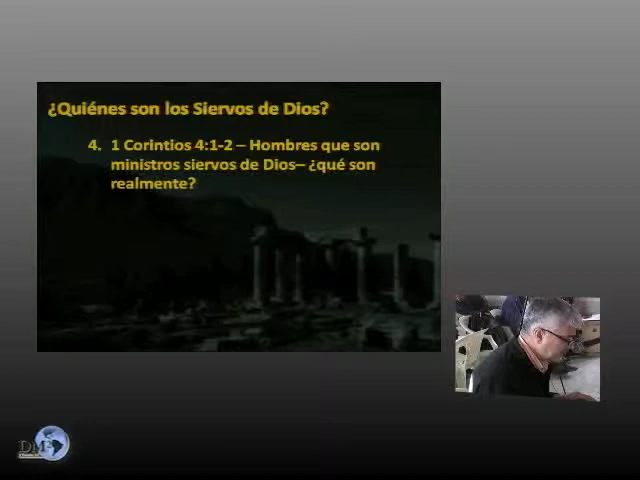 ¿Quiénes son los Siervos de Dios?
4. 1 Corintios 4:1-2 – Hombres que son
ministros siervos de Dios– ¿qué son
realmente?